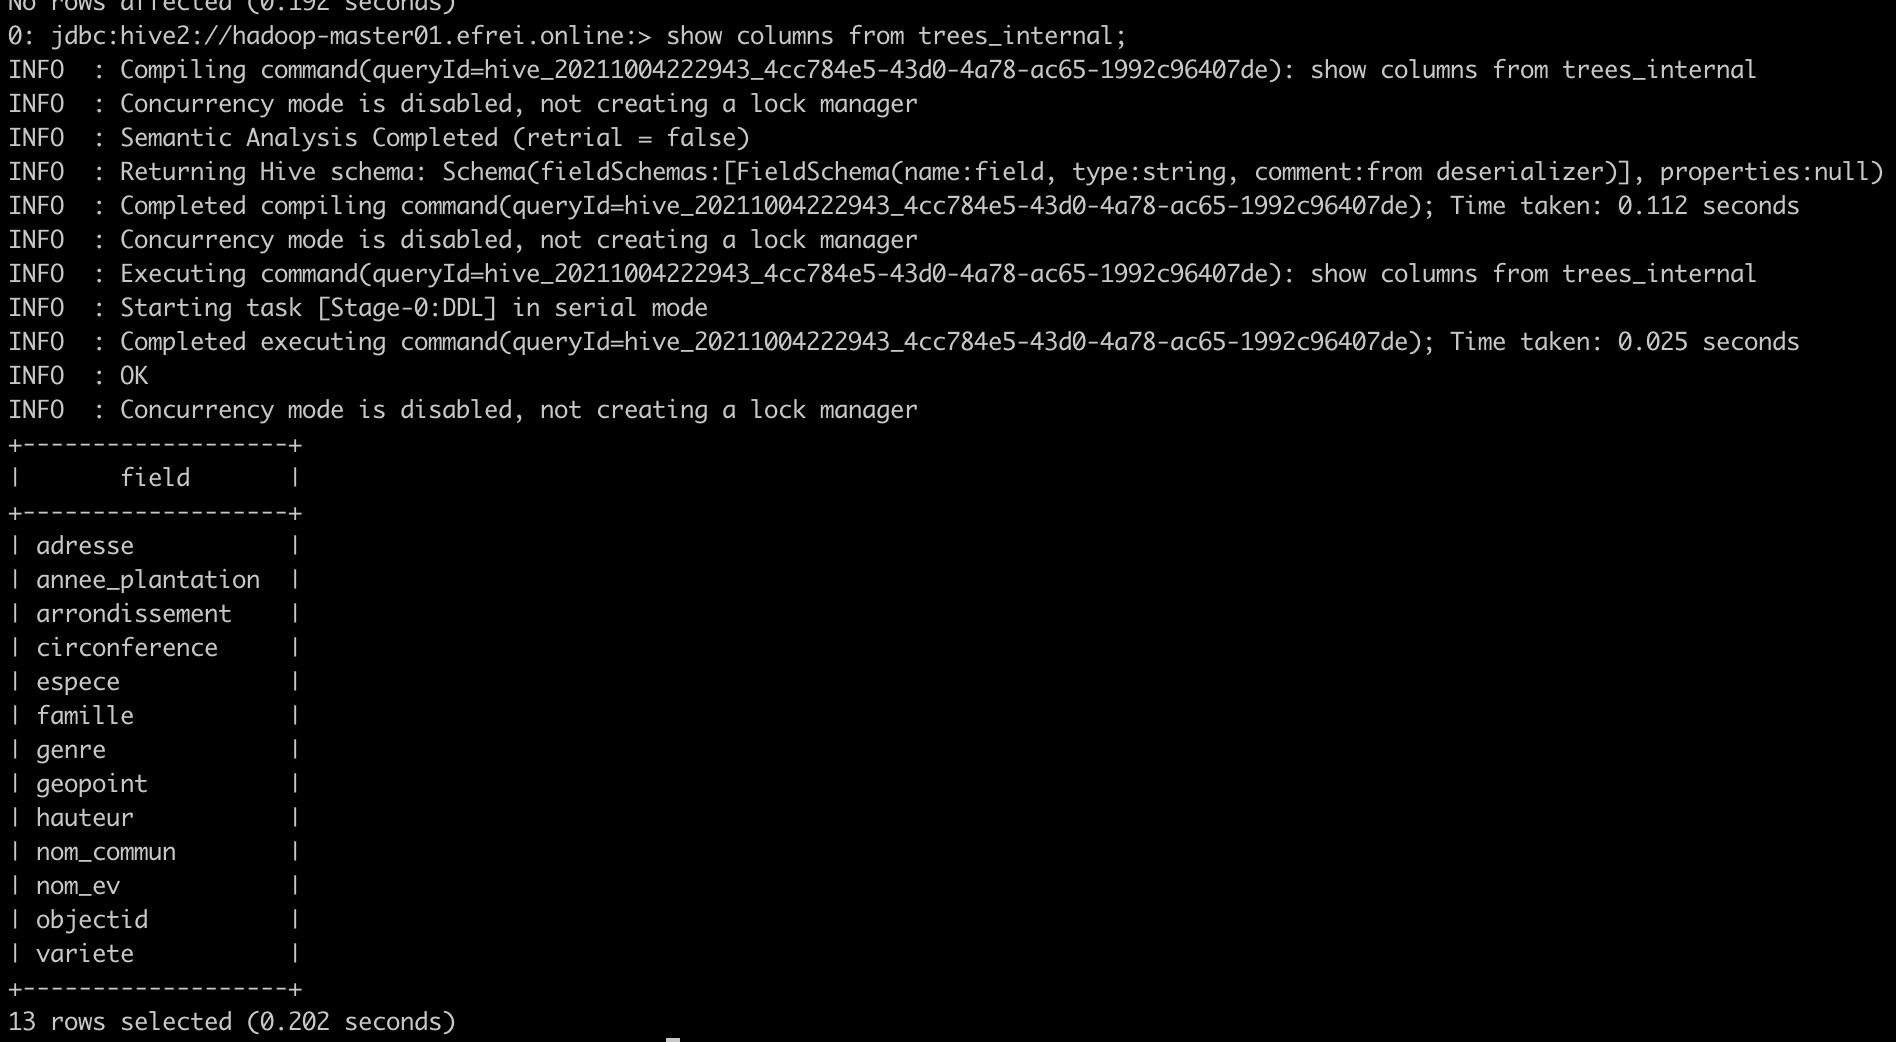 No rows affected (0.192 seconds)
0: jdbc:hive2://hadoop-master01.efrei.online:> show columns from trees_internal;
INFO  : Compiling command(queryId=hive_20211004222943_4cc784e5-43d0-4a78-ac65-1992c96407de): show columns from trees_internal
INFO  : Concurrency mode is disabled, not creating a lock manager
INFO  : Semantic Analysis Completed (retrial = false)
INFO  : Returning Hive schema: Schema(fieldSchemas:[FieldSchema(name:field, type:string, comment:from deserializer)], properties:null)
INFO  : Completed compiling command(queryId=hive_20211004222943_4cc784e5-43d0-4a78-ac65-1992c96407de); Time taken: 0.112 seconds
INFO  : Concurrency mode is disabled, not creating a lock manager
INFO  : Executing command(queryId=hive_20211004222943_4cc784e5-43d0-4a78-ac65-1992c96407de): show columns from trees_internal
INFO  : Starting task [Stage-0:DDL] in serial mode
INFO  : Completed executing command(queryId=hive_20211004222943_4cc784e5-43d0-4a78-ac65-1992c96407de); Time taken: 0.025 seconds
INFO  : OK
INFO  : Concurrency mode is disabled, not creating a lock manager
+-------------------+
|       field       |
+-------------------+
| adresse           |
| annee_plantation  |
| arrondissement    |
| circonference     |
| espece            |
| famille           |
| genre             |
| geopoint          |
| hauteur           |
| nom_commun        |
| nom_ev            |
| objectid          |
| variete           |
+-------------------+
13 rows selected (0.202 seconds)